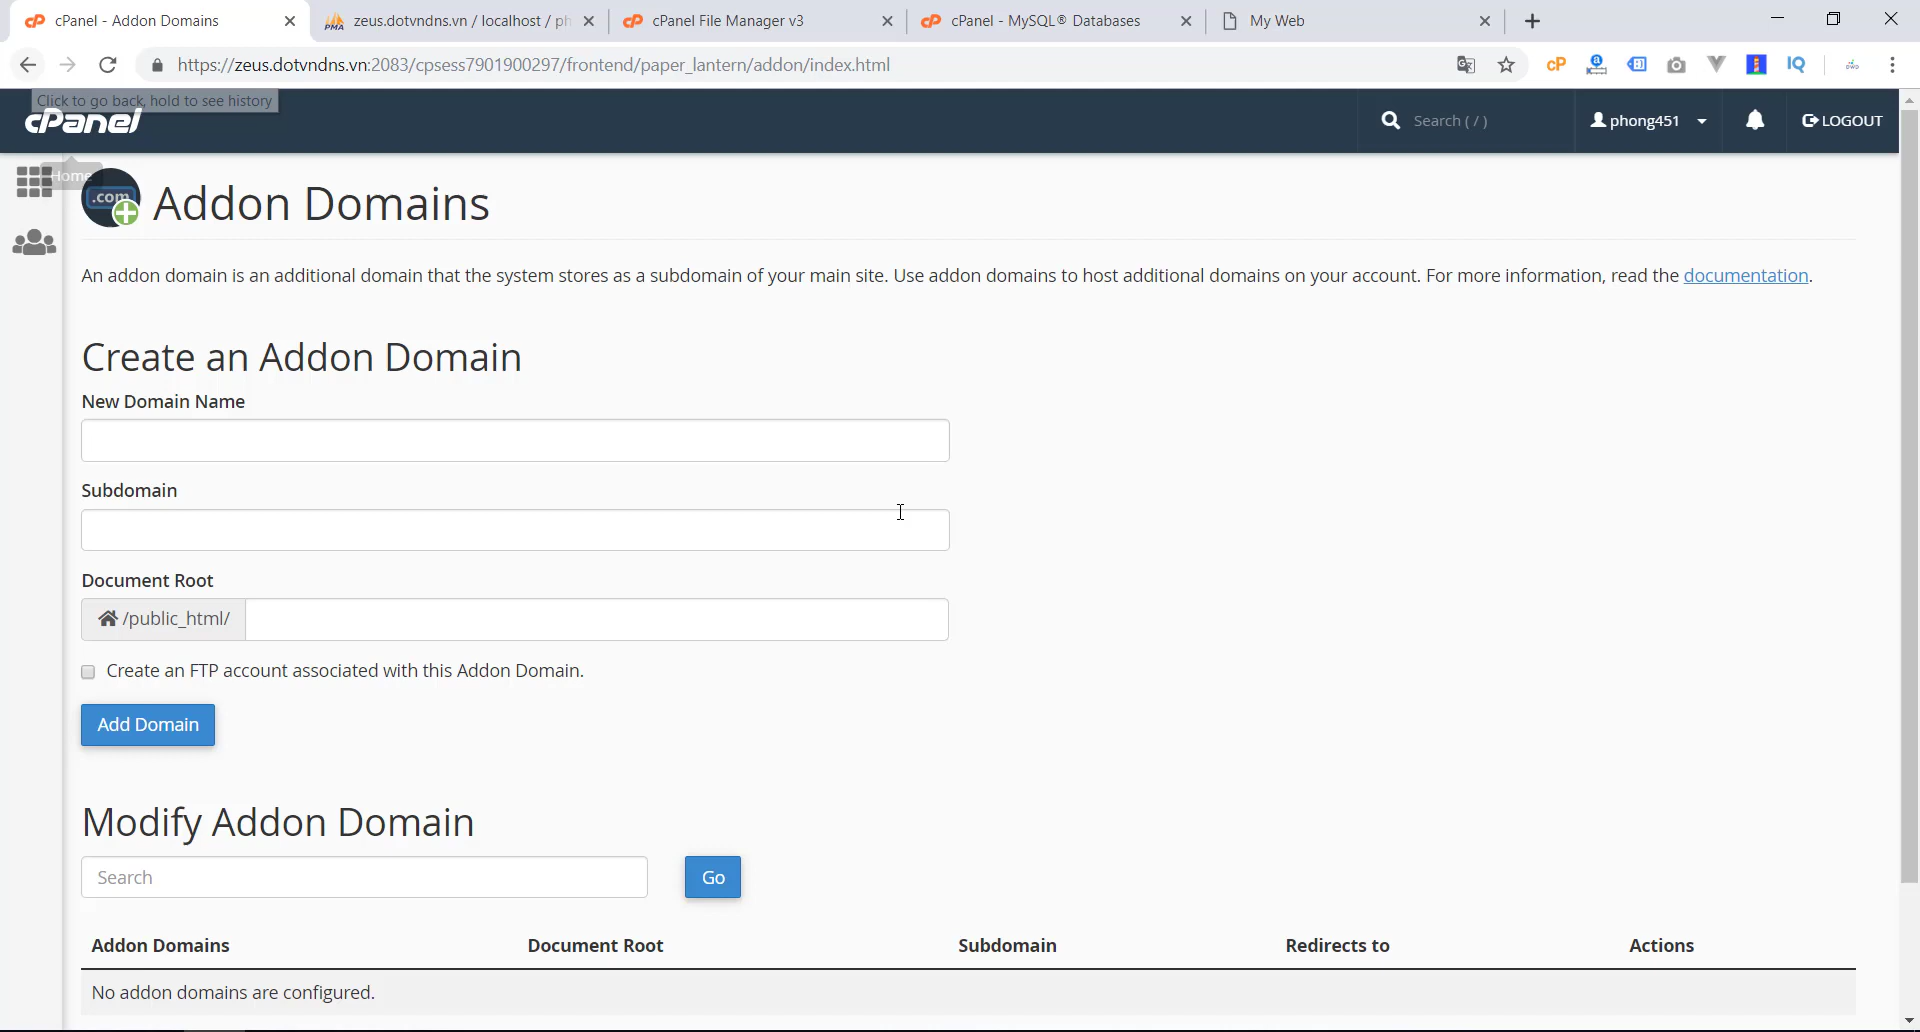 cPanel - Addon Domains
zeus.dotvndns.vn / localhost / ph
cPanel File Manager v3
cPanel - MySQL® Databases
My Web
https://zeus.dotvndns.vn:2083/cpsess7901900297/frontend/paper_lantern/addon/index.html
Click to go back, hold to see history
cPanel
Search ( / )
phong451
LOGOUT
Home
.com
Addon Domains
An addon domain is an additional domain that the system stores as a subdomain of your main site. Use addon domains to host additional domains on your account. For more information, read the documentation.
Create an Addon Domain
New Domain Name
Subdomain
Document Root
/public_html/
Create an FTP account associated with this Addon Domain.
Add Domain
Modify Addon Domain
Search
Go
Addon Domains Document Root Subdomain Redirects to Actions
No addon domains are configured.